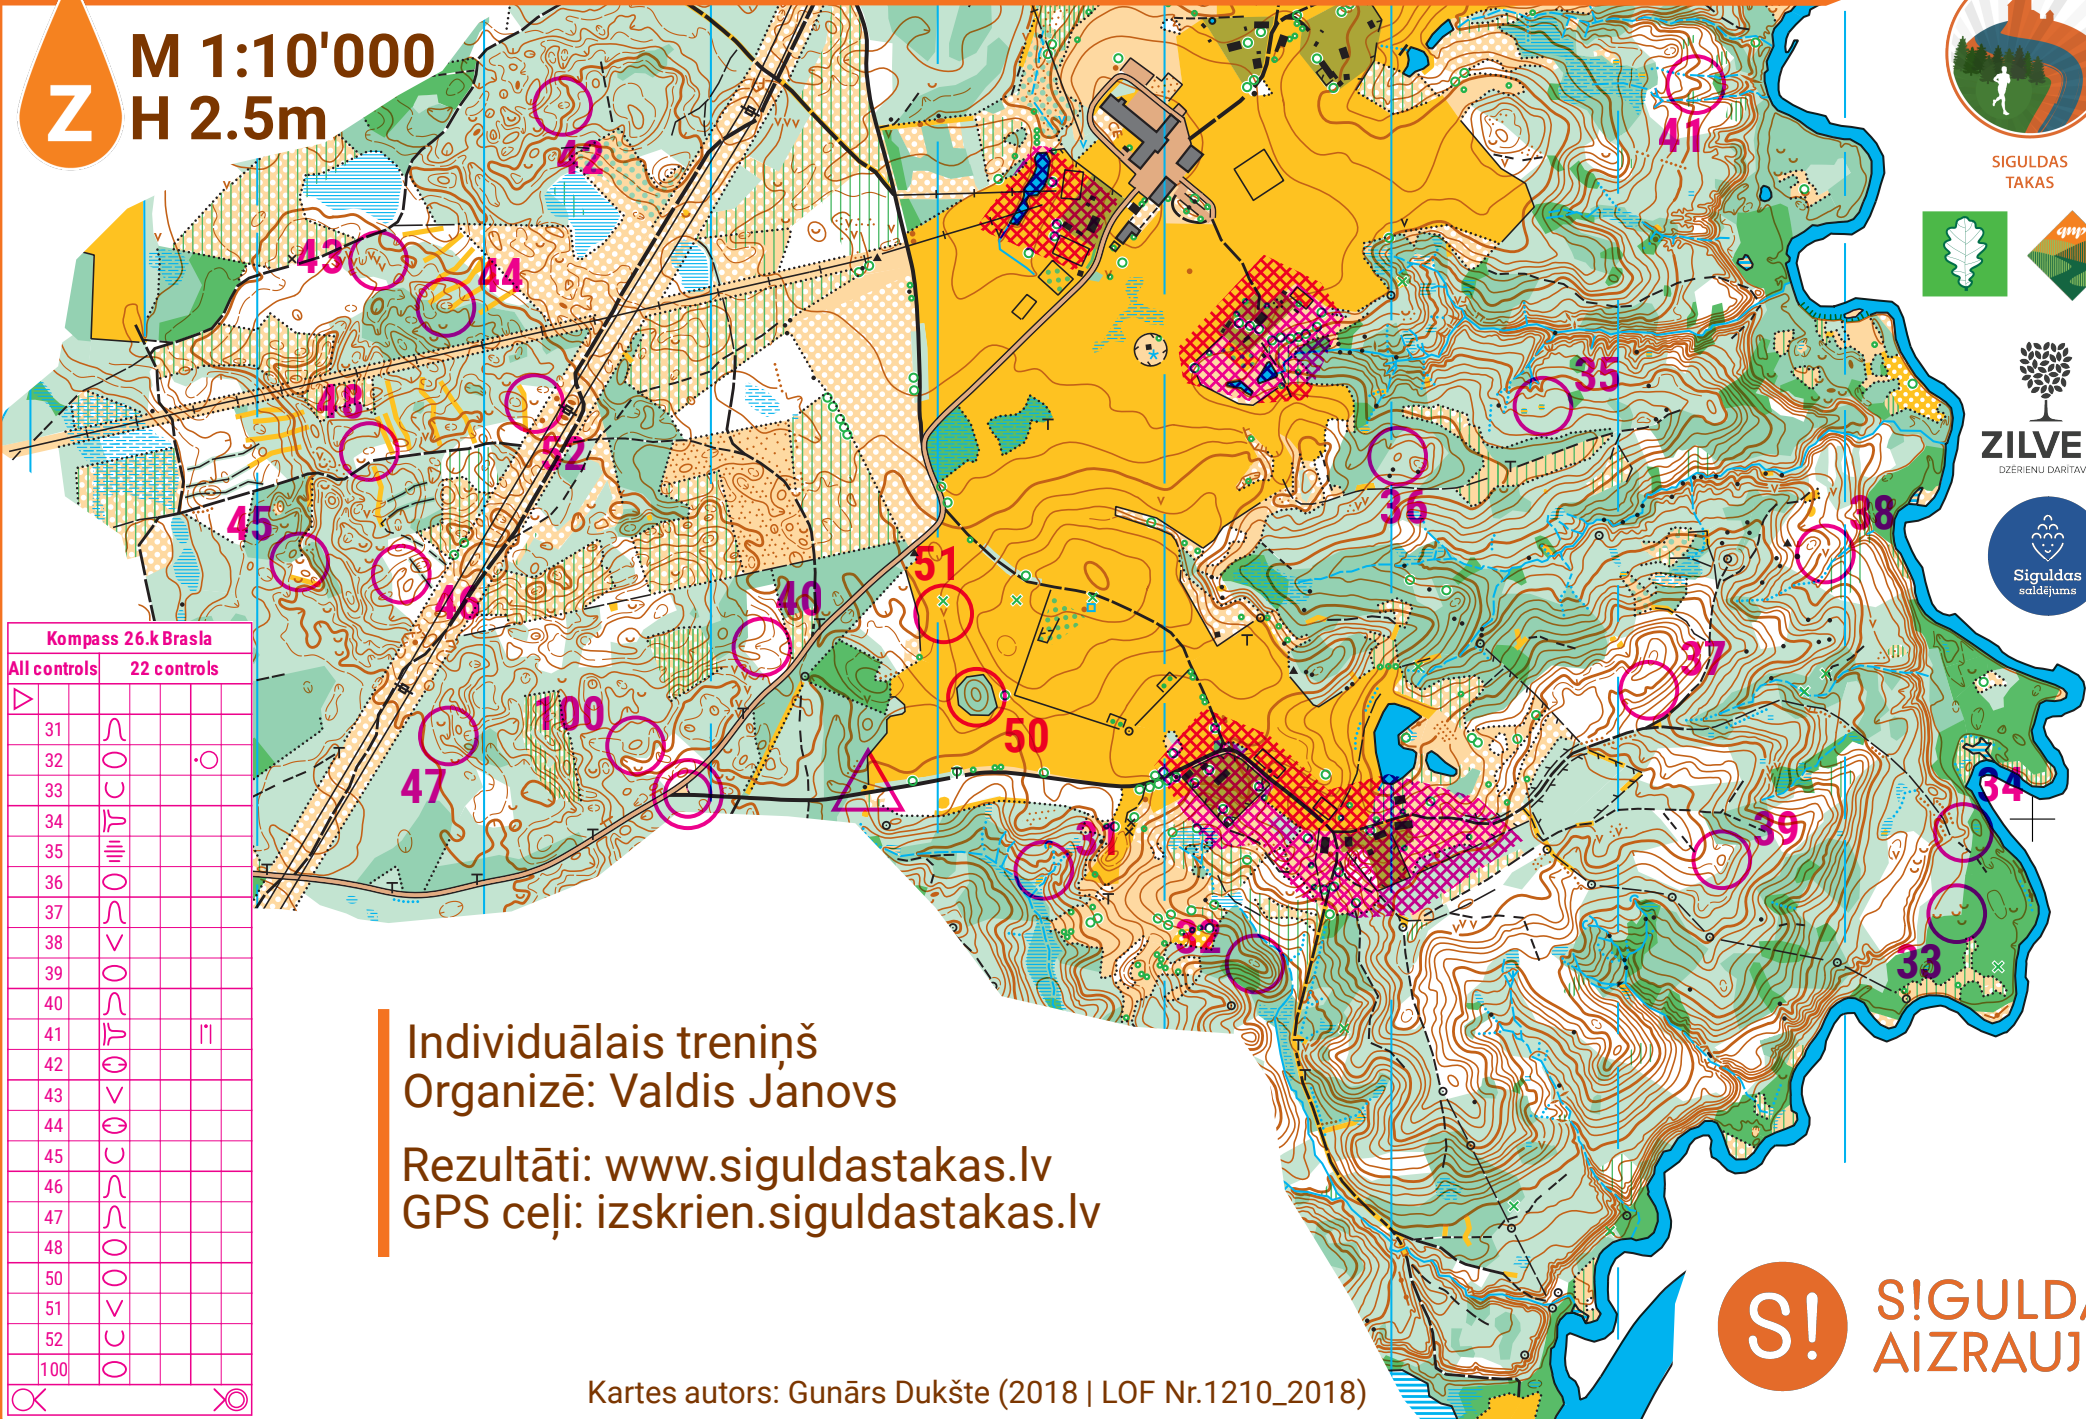 M 1:10'000
H 2.5m
Z
SIGULDAS
TAKAS
ZILVE
DZĒRIENU DARĪTAV
Siguldas
saldējums
41
42
43
44
48
52
45
46
40
47
100
51
50
35
36
38
37
34
39
31
32
33
Kompass 26.k Brasla
All controls 22 controls
31
32
33
34
35
36
37
38
39
40
41
42
43
44
45
46
47
48
50
51
52
100
Individuālais treniņš
Organizē: Valdis Janovs
Rezultāti: www.siguldastakas.lv
GPS ceļi: izskrien.siguldastakas.lv
Kartes autors: Gunārs Dukšte (2018 | LOF Nr.1210_2018)
S!
S!GULDA
AIZRAUJ